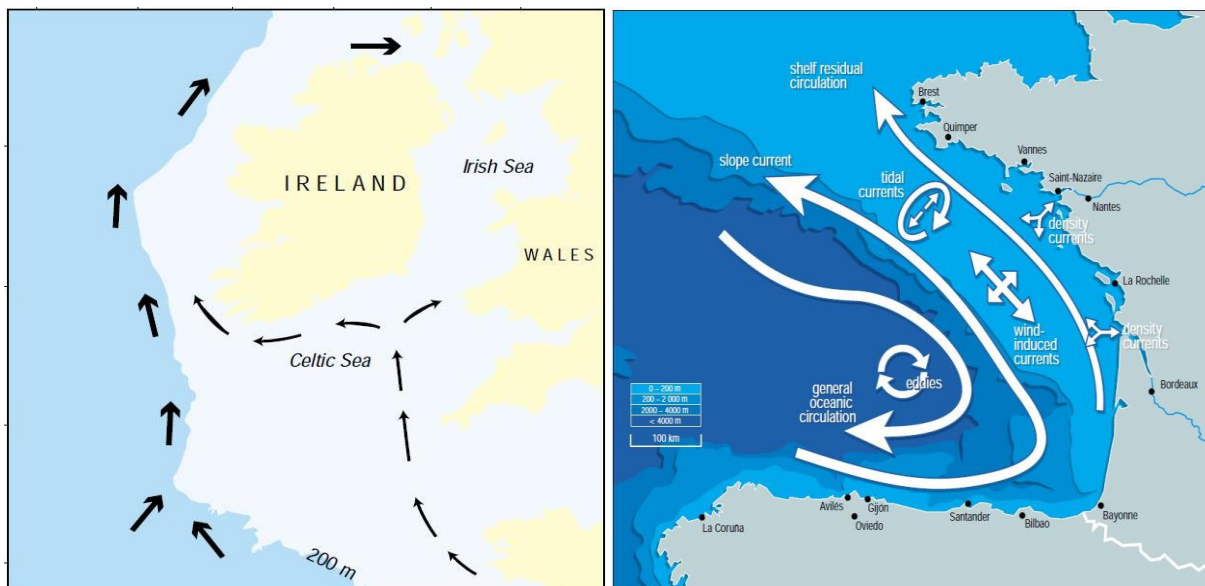 IRELAND
Irish Sea
WALES
Celtic Sea
200 m
shelf residual
circulation
Brest
Quimper
slope current
Vannes
tidal
currents
Saint-Nazaire
Nantes
density
currents
La Rochelle
wind-
induced
currents
density
currents
eddies
general
oceanic
circulation
Bordeaux
0 – 200 m
200 – 2 000 m
2000 – 4000 m
< 4000 m
100 km
Avilés
Gijón
Oviedo
Santander
Bilbao
Bayonne
La Coruña